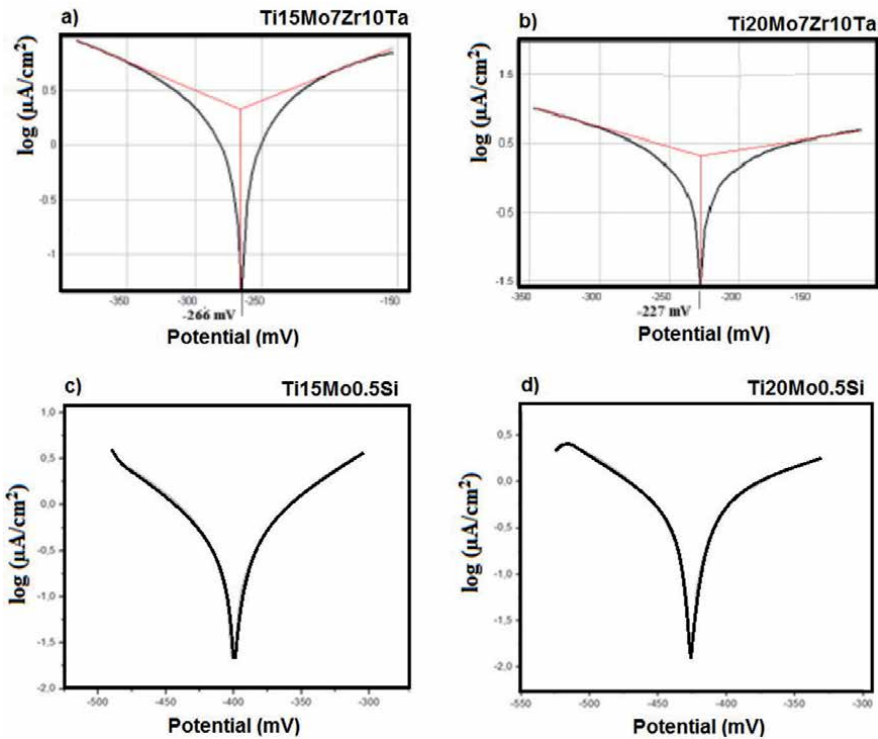 a) Ti15Mo7Zr10Ta
log (µA/cm²)
0.5
0
-0.5
-1
-350 -300 -250 -150
-266 mV
Potential (mV)
b) Ti20Mo7Zr10Ta
log (µA/cm²)
1.5
0.5
-0.5
-1.5
-350 -300 -200 -150
-227 mV
Potential (mV)
c) Ti15Mo0.5Si
log (µA/cm²)
1,0
0,5
0,0
-0,5
-1,0
-1,5
-2,0
-500 -400 -300
Potential (mV)
d) Ti20Mo0.5Si
log (µA/cm²)
0,5
0,0
-0,5
-1,0
-1,5
-2,0
-550 -500 -450 -400 -350 -300
Potential (mV)